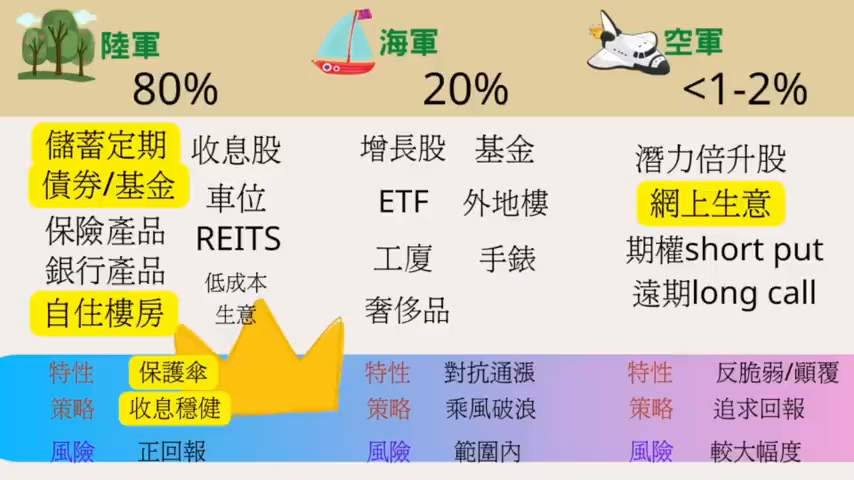 陸軍
80%
儲蓄定期
債券/基金
保險產品
銀行產品
自住樓房
收息股
車位
REITS
低成本
生意
特性 保護傘
策略 收息穩健
風險 正回報
海軍
20%
增長股 基金
ETF 外地樓
工廈 手錶
奢侈品
特性 對抗通漲
策略 乘風破浪
風險 範圍內
空軍
<1-2%
潛力倍升股
網上生意
期權short put
遠期long call
特性 反脆弱/顛覆
策略 追求回報
風險 較大幅度